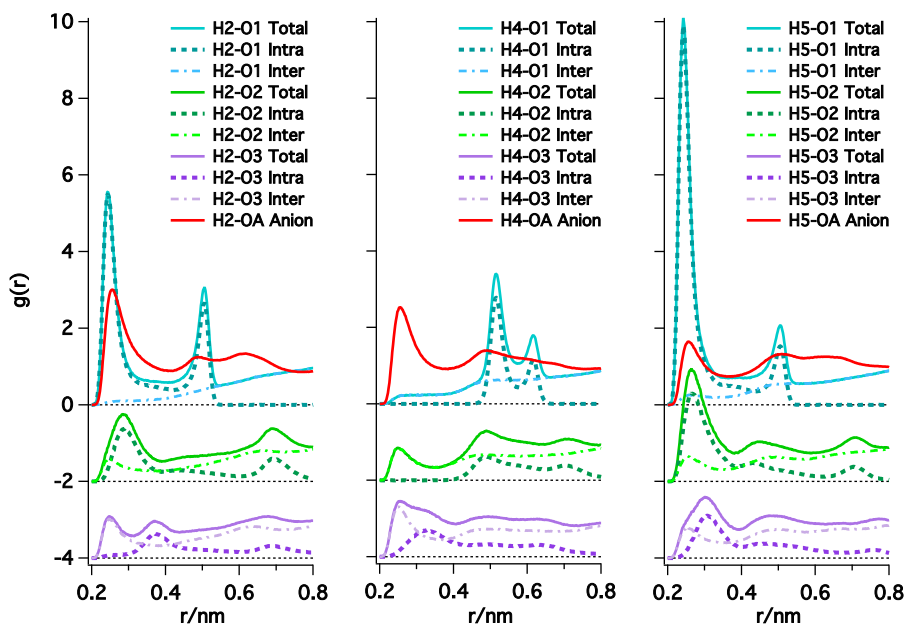 10
8
6
4
2
0
-2
-4
g(r)
H2-O1 Total
H2-O1 Intra
H2-O1 Inter
H2-O2 Total
H2-O2 Intra
H2-O2 Inter
H2-O3 Total
H2-O3 Intra
H2-O3 Inter
H2-OA Anion
0.2 0.4 0.6 0.8
r/nm
H4-O1 Total
H4-O1 Intra
H4-O1 Inter
H4-O2 Total
H4-O2 Intra
H4-O2 Inter
H4-O3 Total
H4-O3 Intra
H4-O3 Inter
H4-OA Anion
0.2 0.4 0.6 0.8
r/nm
H5-O1 Total
H5-O1 Intra
H5-O1 Inter
H5-O2 Total
H5-O2 Intra
H5-O2 Inter
H5-O3 Total
H5-O3 Intra
H5-O3 Inter
H5-OA Anion
0.2 0.4 0.6 0.8
r/nm